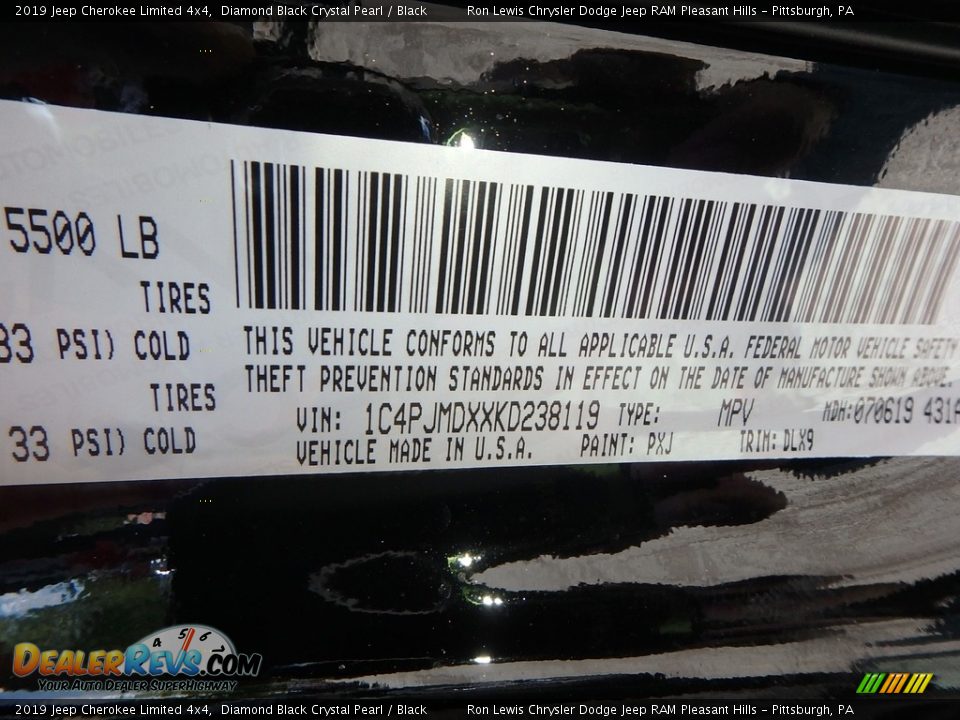 2019 Jeep Cherokee Limited 4x4, Diamond Black Crystal Pearl / Black Ron Lewis Chrysler Dodge Jeep RAM Pleasant Hills - Pittsburgh, PA
5500 LB
TIRES
33 PSI) COLD
THIS VEHICLE CONFORMS TO ALL APPLICABLE U.S.A. FEDERAL MOTOR VEHICLE SAFETY
THEFT PREVENTION STANDARDS IN EFFECT ON THE DATE OF MANUFACTURE SHOWN ABOVE.
TIRES
VIN: 1C4PJMDXXKD238119 TYPE: MPV MDH:070619 431
33 PSI) COLD
VEHICLE MADE IN U.S.A. PAINT: PXJ TRIM: DLX9
4 5 6
DEALERREVS.COM
YOUR AUTO DEALER SUPERHIGHWAY
2019 Jeep Cherokee Limited 4x4, Diamond Black Crystal Pearl / Black Ron Lewis Chrysler Dodge Jeep RAM Pleasant Hills - Pittsburgh, PA